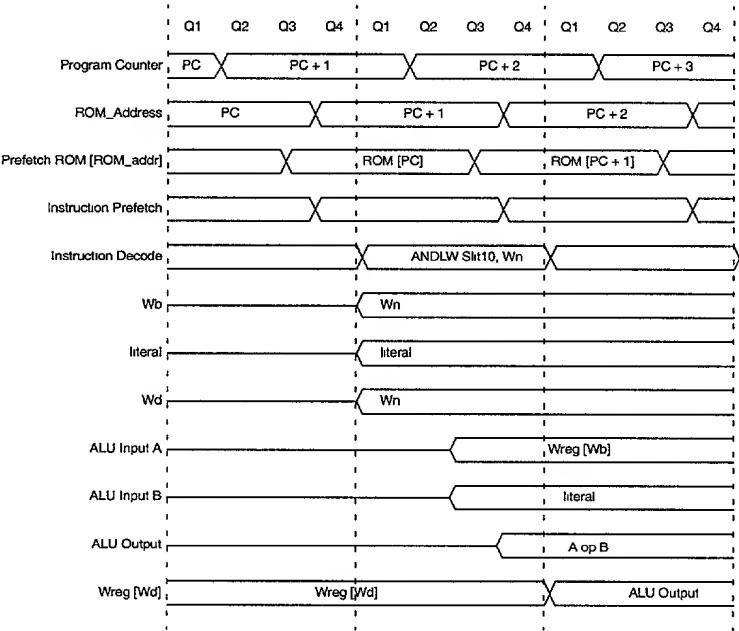 Q1 Q2 Q3 Q4 Q1 Q2 Q3 Q4 Q1 Q2 Q3 Q4
Program Counter PC PC + 1 PC + 2 PC + 3
ROM_Address PC PC + 1 PC + 2
Prefetch ROM [ROM_addr] ROM [PC] ROM [PC + 1]
Instruction Prefetch
Instruction Decode ANDLW Slit10, Wn
Wb Wn
literal literal
Wd Wn
ALU Input A Wreg [Wb]
ALU Input B literal
ALU Output A op B
Wreg [Wd] Wreg [Wd] ALU Output